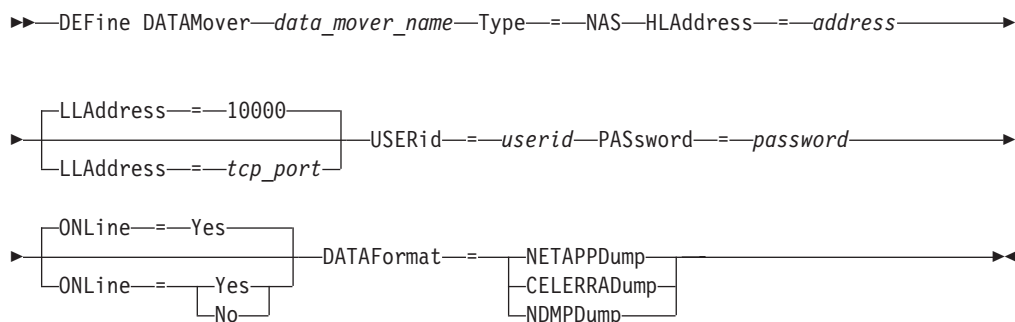 DEFine DATAMover data_mover_name Type = NAS HLAddress = address
LLAddress = 10000
USERid = userid PASsword = password
LLAddress = tcp_port
ONLine = Yes
DATAFormat = NETAPPDump
ONLine = Yes
CELERRADump
No
NDMPDump